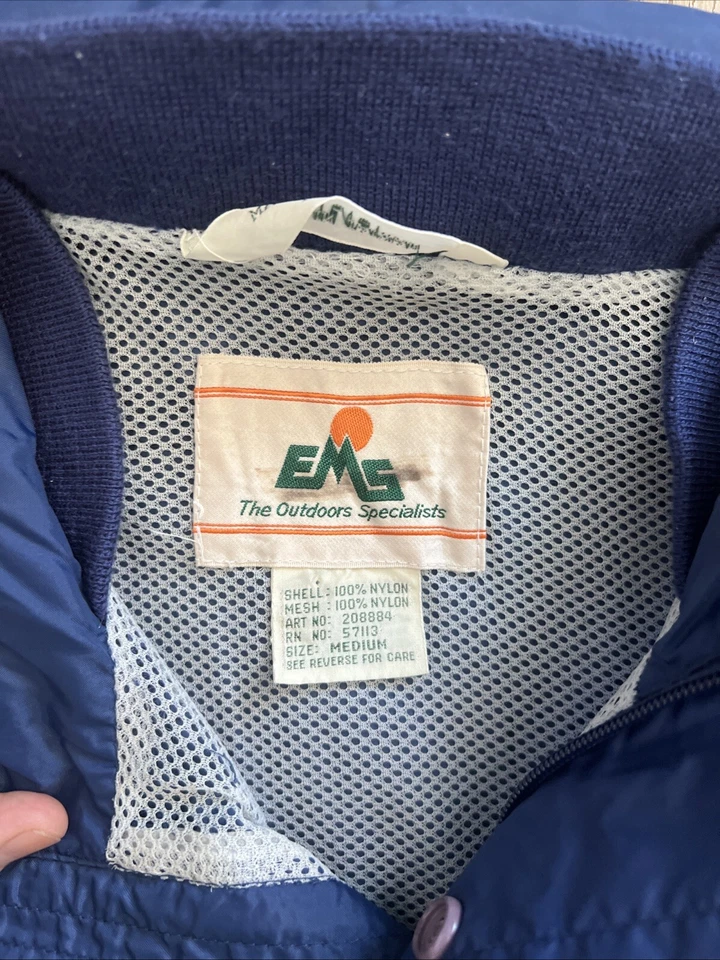 EMS
The Outdoors Specialists
SHELL: 100% NYLON
MESH : 100% NYLON
ART NO: 208884
RN NO: 57113
SIZE: MEDIUM
SEE REVERSE FOR CARE